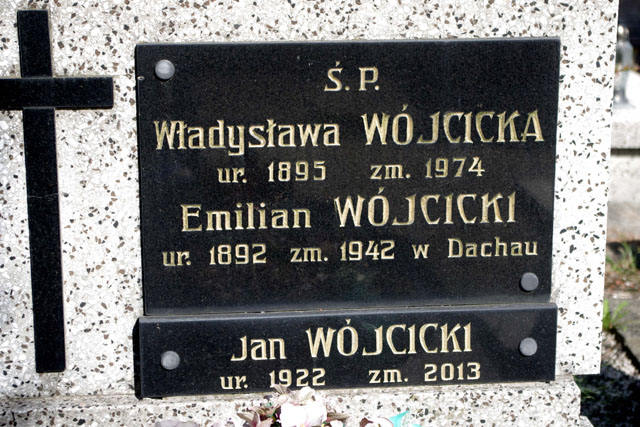 Ś. P.
Władysława WÓJCICKA
ur. 1895 zm. 1974
Emilian WÓJCICKI
ur. 1892 zm. 1942 w Dachau
Jan WÓJCICKI
ur. 1922 zm. 2013